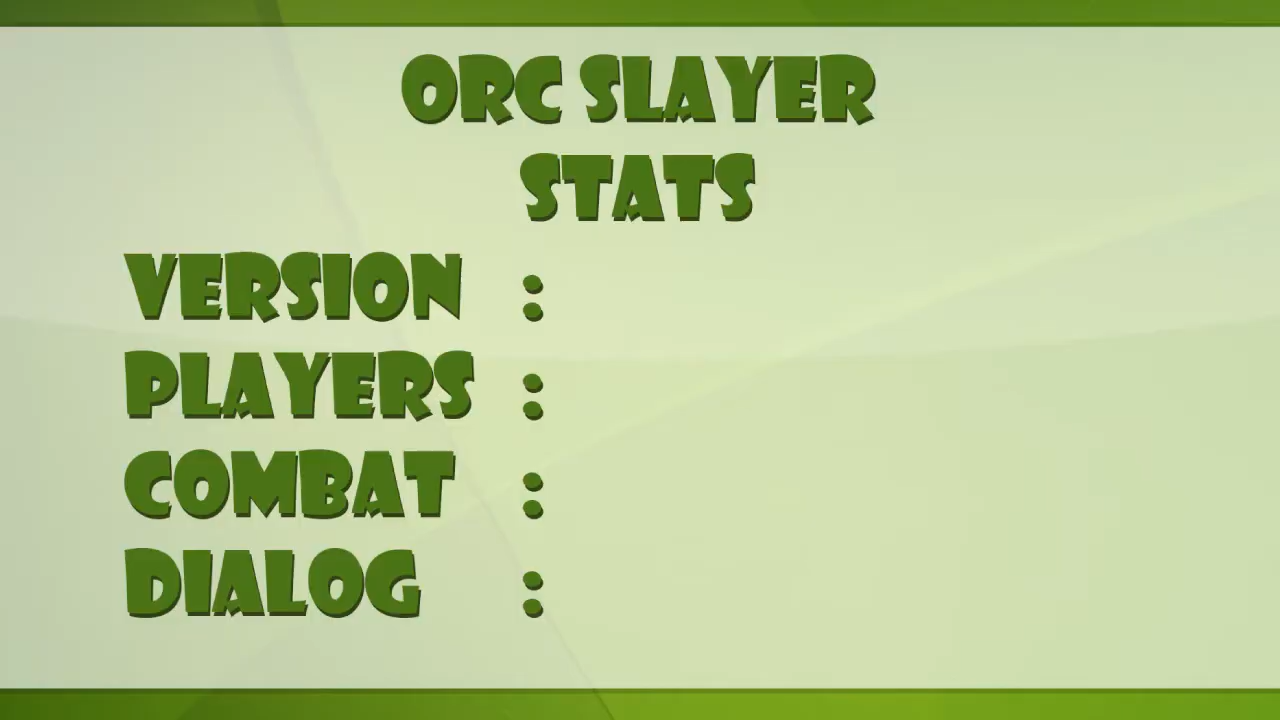 ORC SLAYER
STATS
VERSION :
PLAYERS :
COMBAT :
DIALOG :